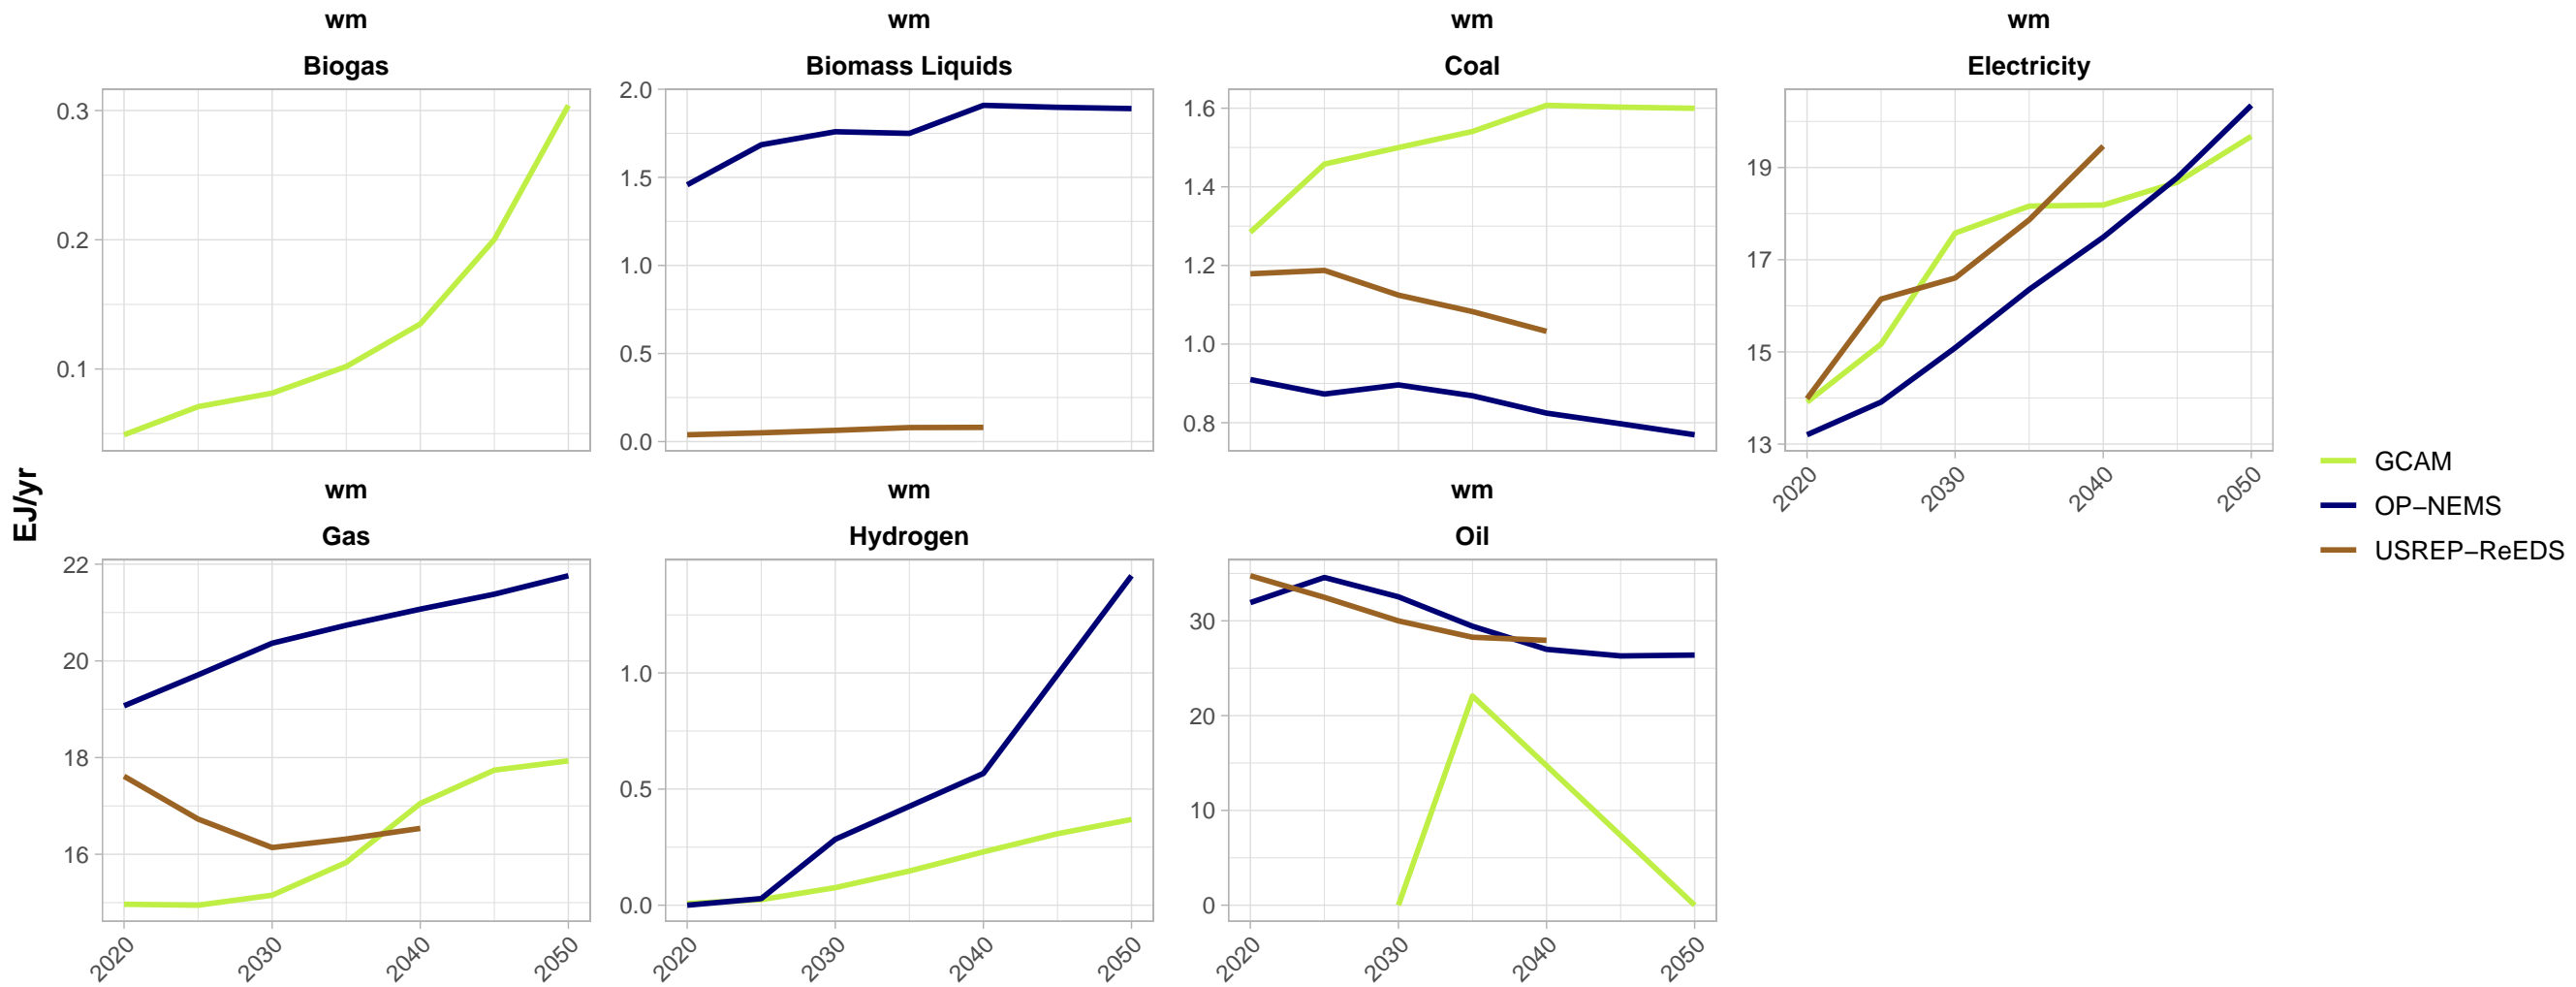 wm
Biogas
0.3
0.2
0.1
wm
Biomass Liquids
2.0
1.5
1.0
0.5
0.0
wm
Coal
1.6
1.4
1.2
1.0
0.8
wm
Electricity
19
17
15
13
2020
2030
2040
2050
EJ/yr
wm
Gas
22
20
18
16
2020
2030
2040
2050
wm
Hydrogen
1.0
0.5
0.0
2020
2030
2040
2050
wm
Oil
30
20
10
0
2020
2030
2040
2050
GCAM
OP−NEMS
USREP−ReEDS